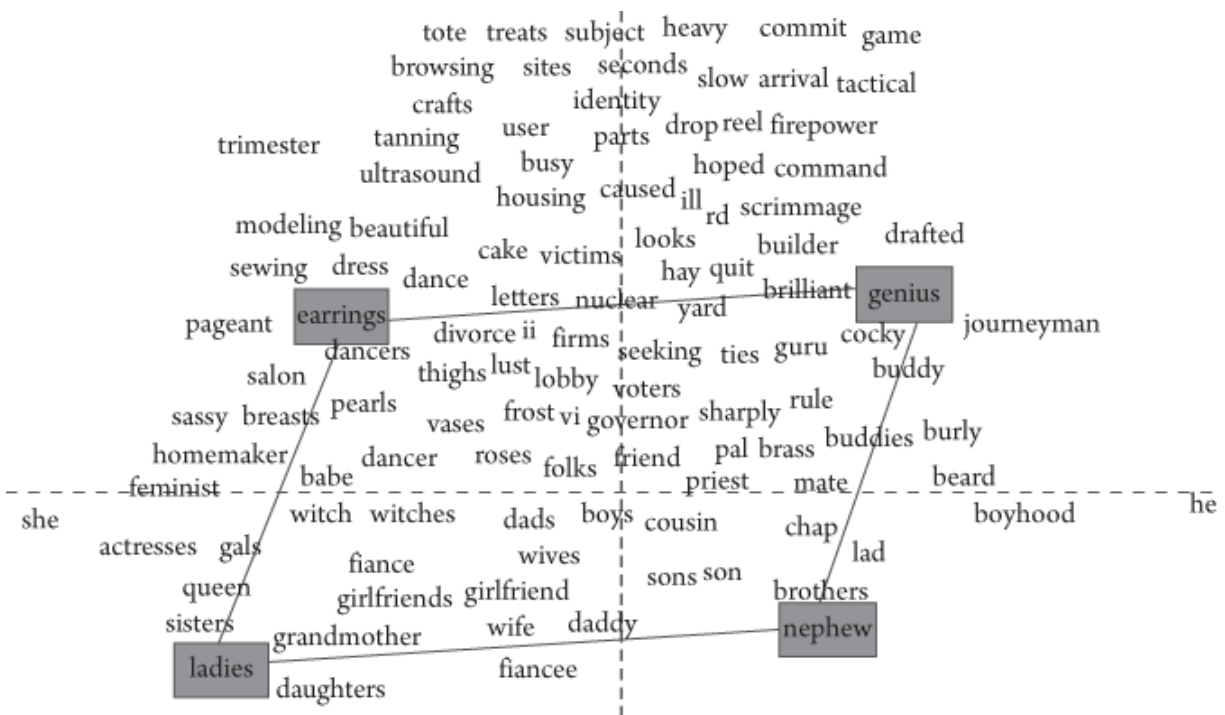 tote treats subject heavy commit game
browsing sites seconds slow arrival tactical
crafts identity
trimester tanning user parts drop reel firepower
ultrasound busy hoped command
housing caused ill rd scrimmage
modeling beautiful cake victims looks builder drafted
sewing dress dance hay quit
earrings letters nuclear yard brilliant genius
pageant divorce ii firms cocky journeyman
dancers seeking ties guru
salon thighs lust lobby voters buddy
sassy breasts pearls vases frost vi governor sharply rule
homemaker dancer roses folks friend pal brass buddies burly
feminist babe priest mate beard
she witch witches dads boys cousin chap boyhood he
actresses gals fiance wives lad
queen girlfriends girlfriend sons son brothers
sisters grandmother wife daddy nephew
ladies fiancee
daughters